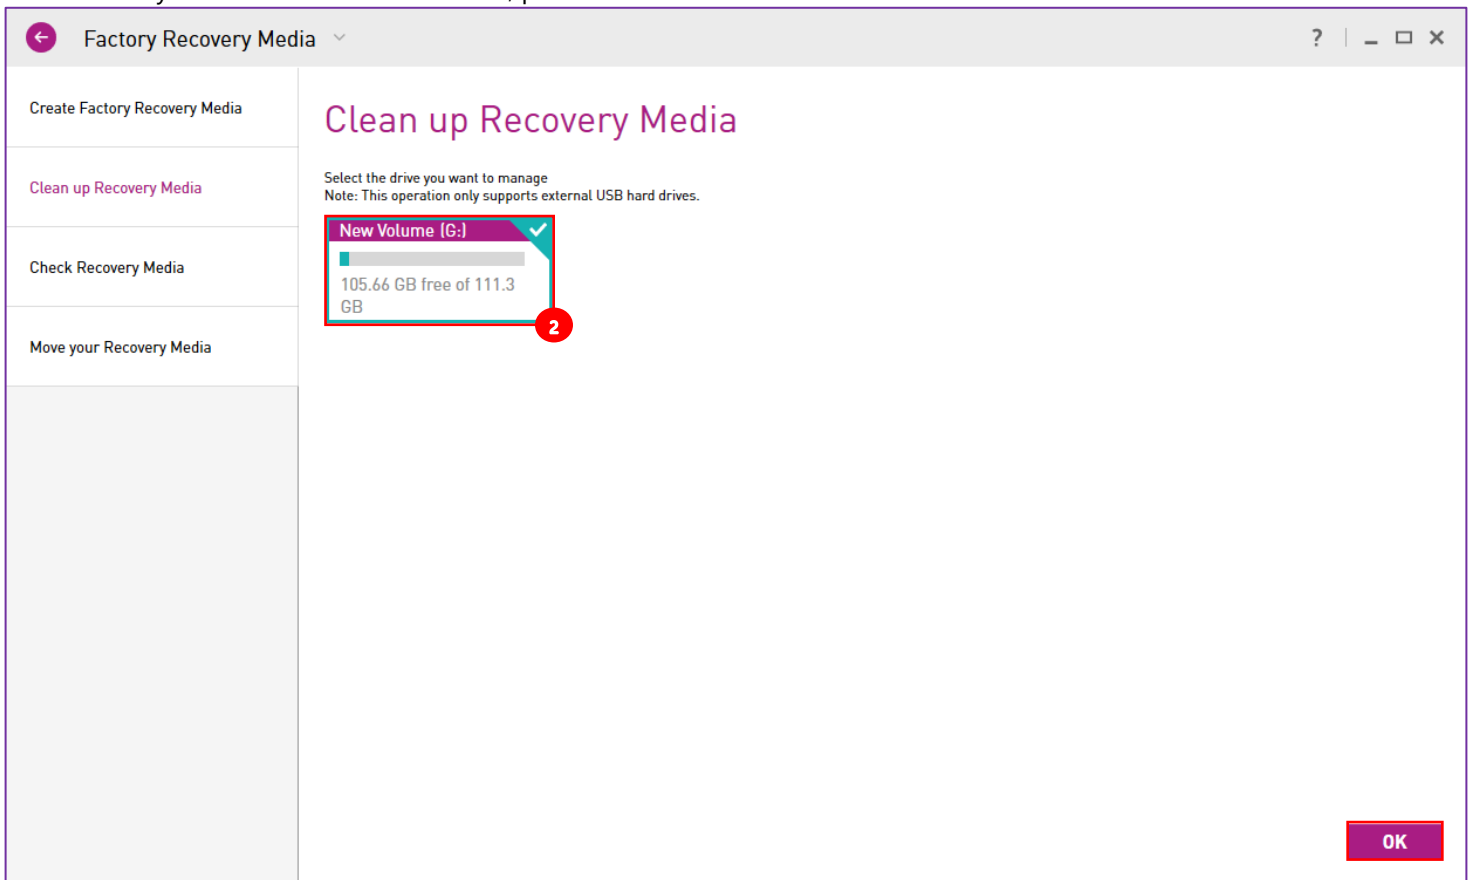 Factory Recovery Media
?
Create Factory Recovery Media
Clean up Recovery Media
Check Recovery Media
Move your Recovery Media
Clean up Recovery Media
Select the drive you want to manage
Note: This operation only supports external USB hard drives.
New Volume (G:)
105.66 GB free of 111.3
GB
2
OK